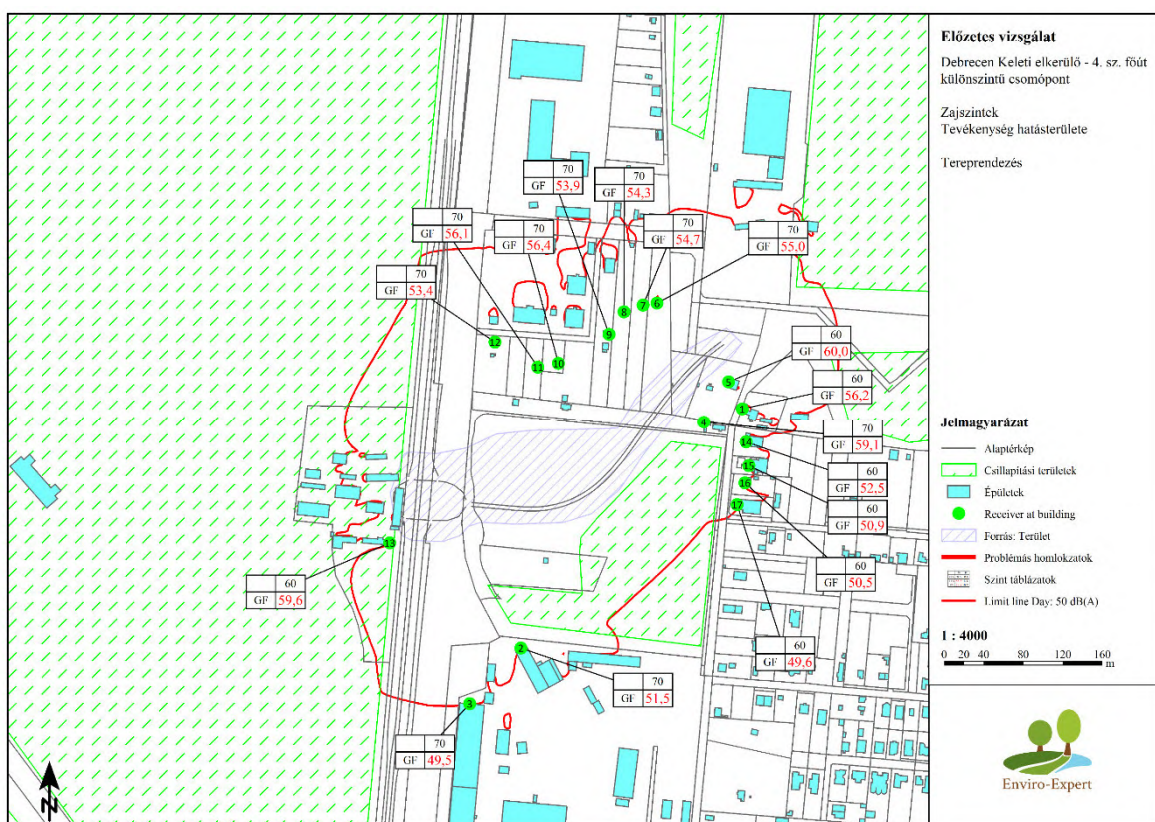 Előzetes vizsgálat
Debrecen Keleti elkerülő - 4. sz. főút
különszintű csomópont
Zajszintek
Tevékenység hatásterülete
Tereprendezés
70
GF 53,9
70
GF 54,3
70
GF 56,1
70
GF 56,4
70
GF 54,7
70
GF 55,0
70
GF 53,4
60
GF 60,0
60
GF 56,2
70
GF 59,1
60
GF 52,5
60
GF 50,9
60
GF 50,5
60
GF 49,6
60
GF 59,6
70
GF 51,5
70
GF 49,5
6
7
8
9
12
11
10
5
1
4
14
15
16
17
13
2
3
Jelmagyarázat
Alaptérkép
Csillapítási területek
Épületek
Receiver at building
Forrás: Terület
Problémás homlokzatok
Szint táblázatok
Limit line Day: 50 dB(A)
1 : 4000
0 20 40 80 120 160
m
N
Enviro-Expert